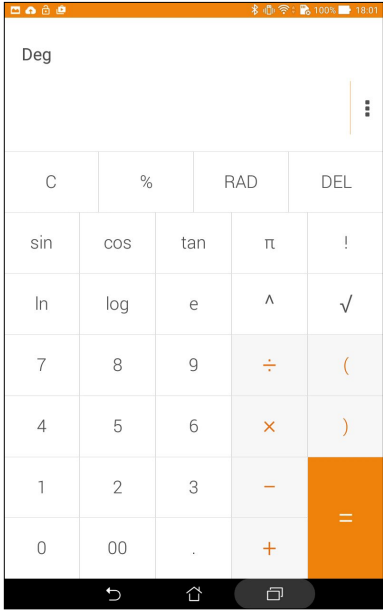 100% 18:01
Deg
C % RAD DEL
sin cos tan π !
ln log e ^ √
7 8 9 ÷ (
4 5 6 × )
1 2 3 −
=
0 00 . +